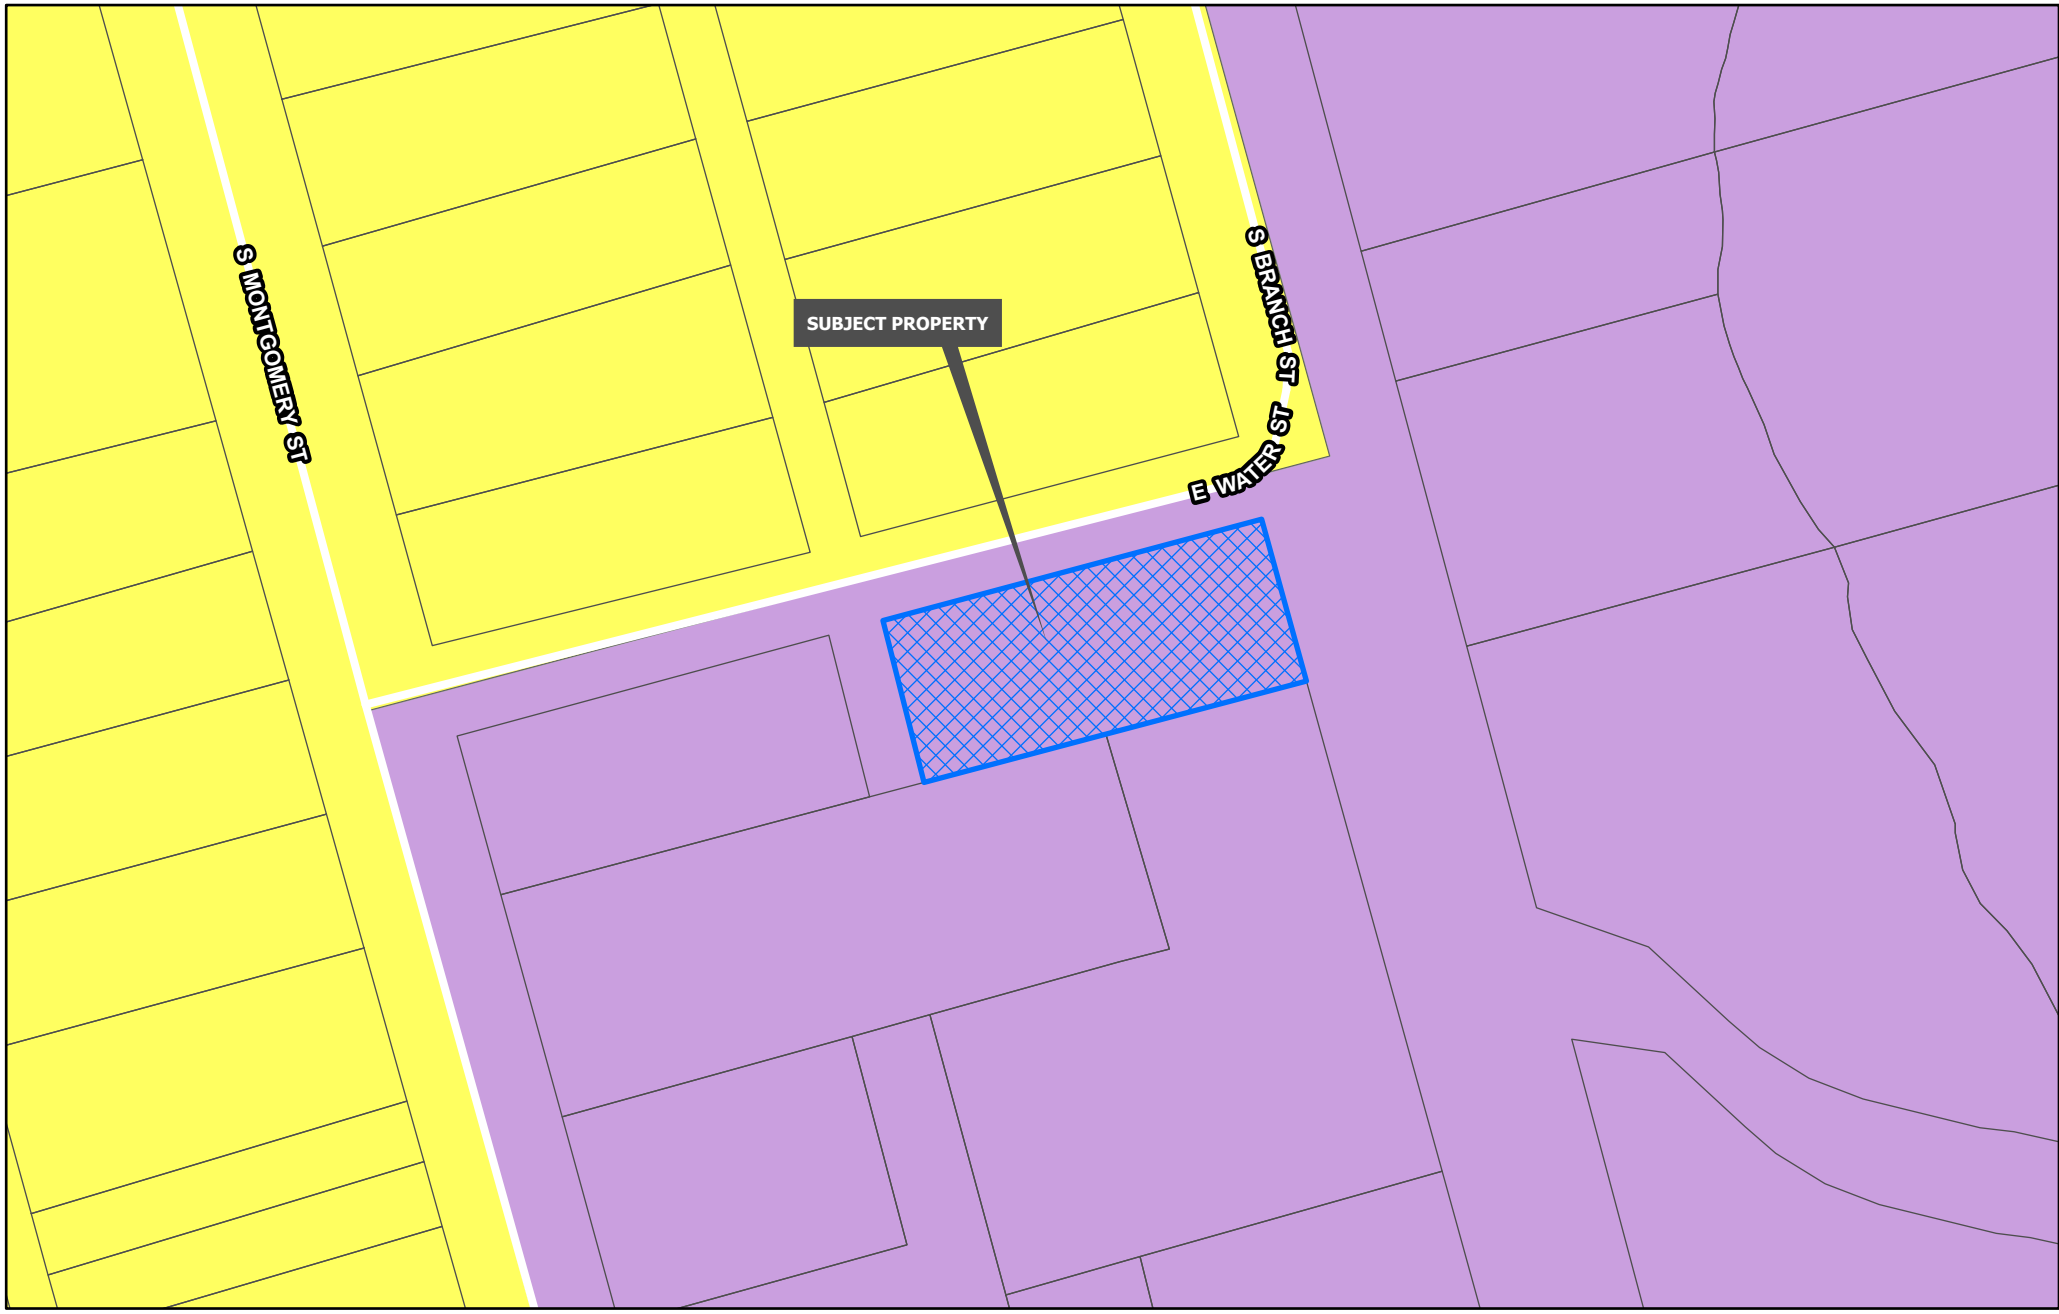 S MONTGOMERY ST
S BRANCH ST
SUBJECT PROPERTY
E WATER ST